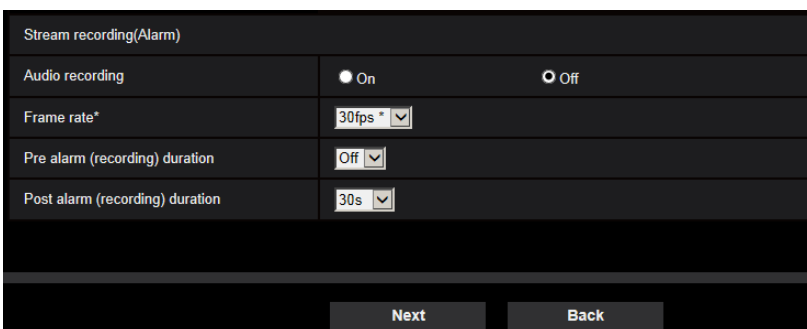 Stream recording(Alarm)
Audio recording On Off
Frame rate* 30fps *
Pre alarm (recording) duration Off
Post alarm (recording) duration 30s
Next Back